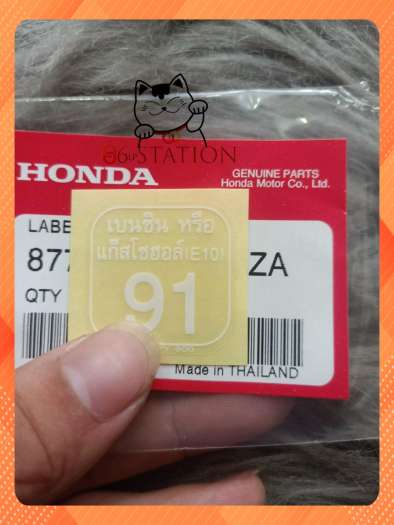 STATION
HONDA
GENUINE PARTS
Honda Motor Co., Ltd.
LABE
เบนซิน หรือ
แก๊สโซฮอล์(E10)
877
ZA
91
QTY
Made in THAILAND